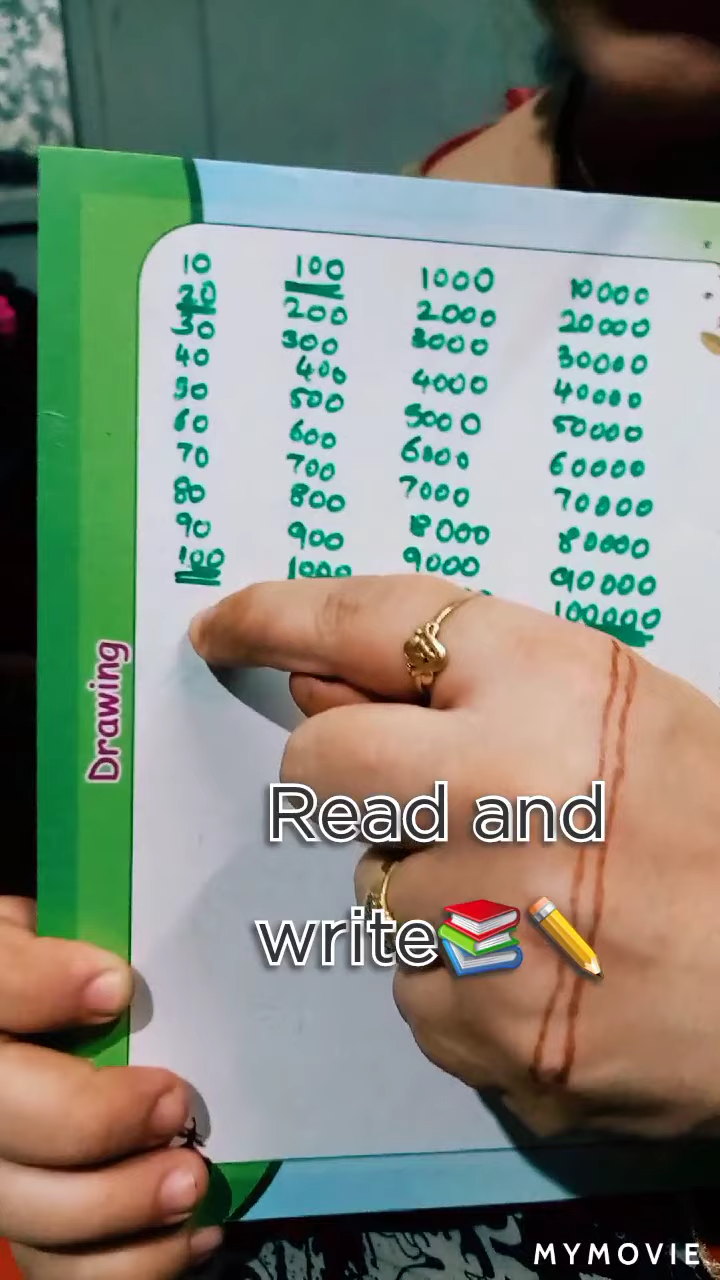 10 100 1000 10000
20 200 2000 20000
30 300 3000 30000
40 400 4000 40000
50 500 5000 50000
60 600 6000 60000
70 700 7000 70000
80 800 8000 80000
90 900 9000 90000
100 1000 100000
Drawing
Read and
write📚✏️
MYMOVIE